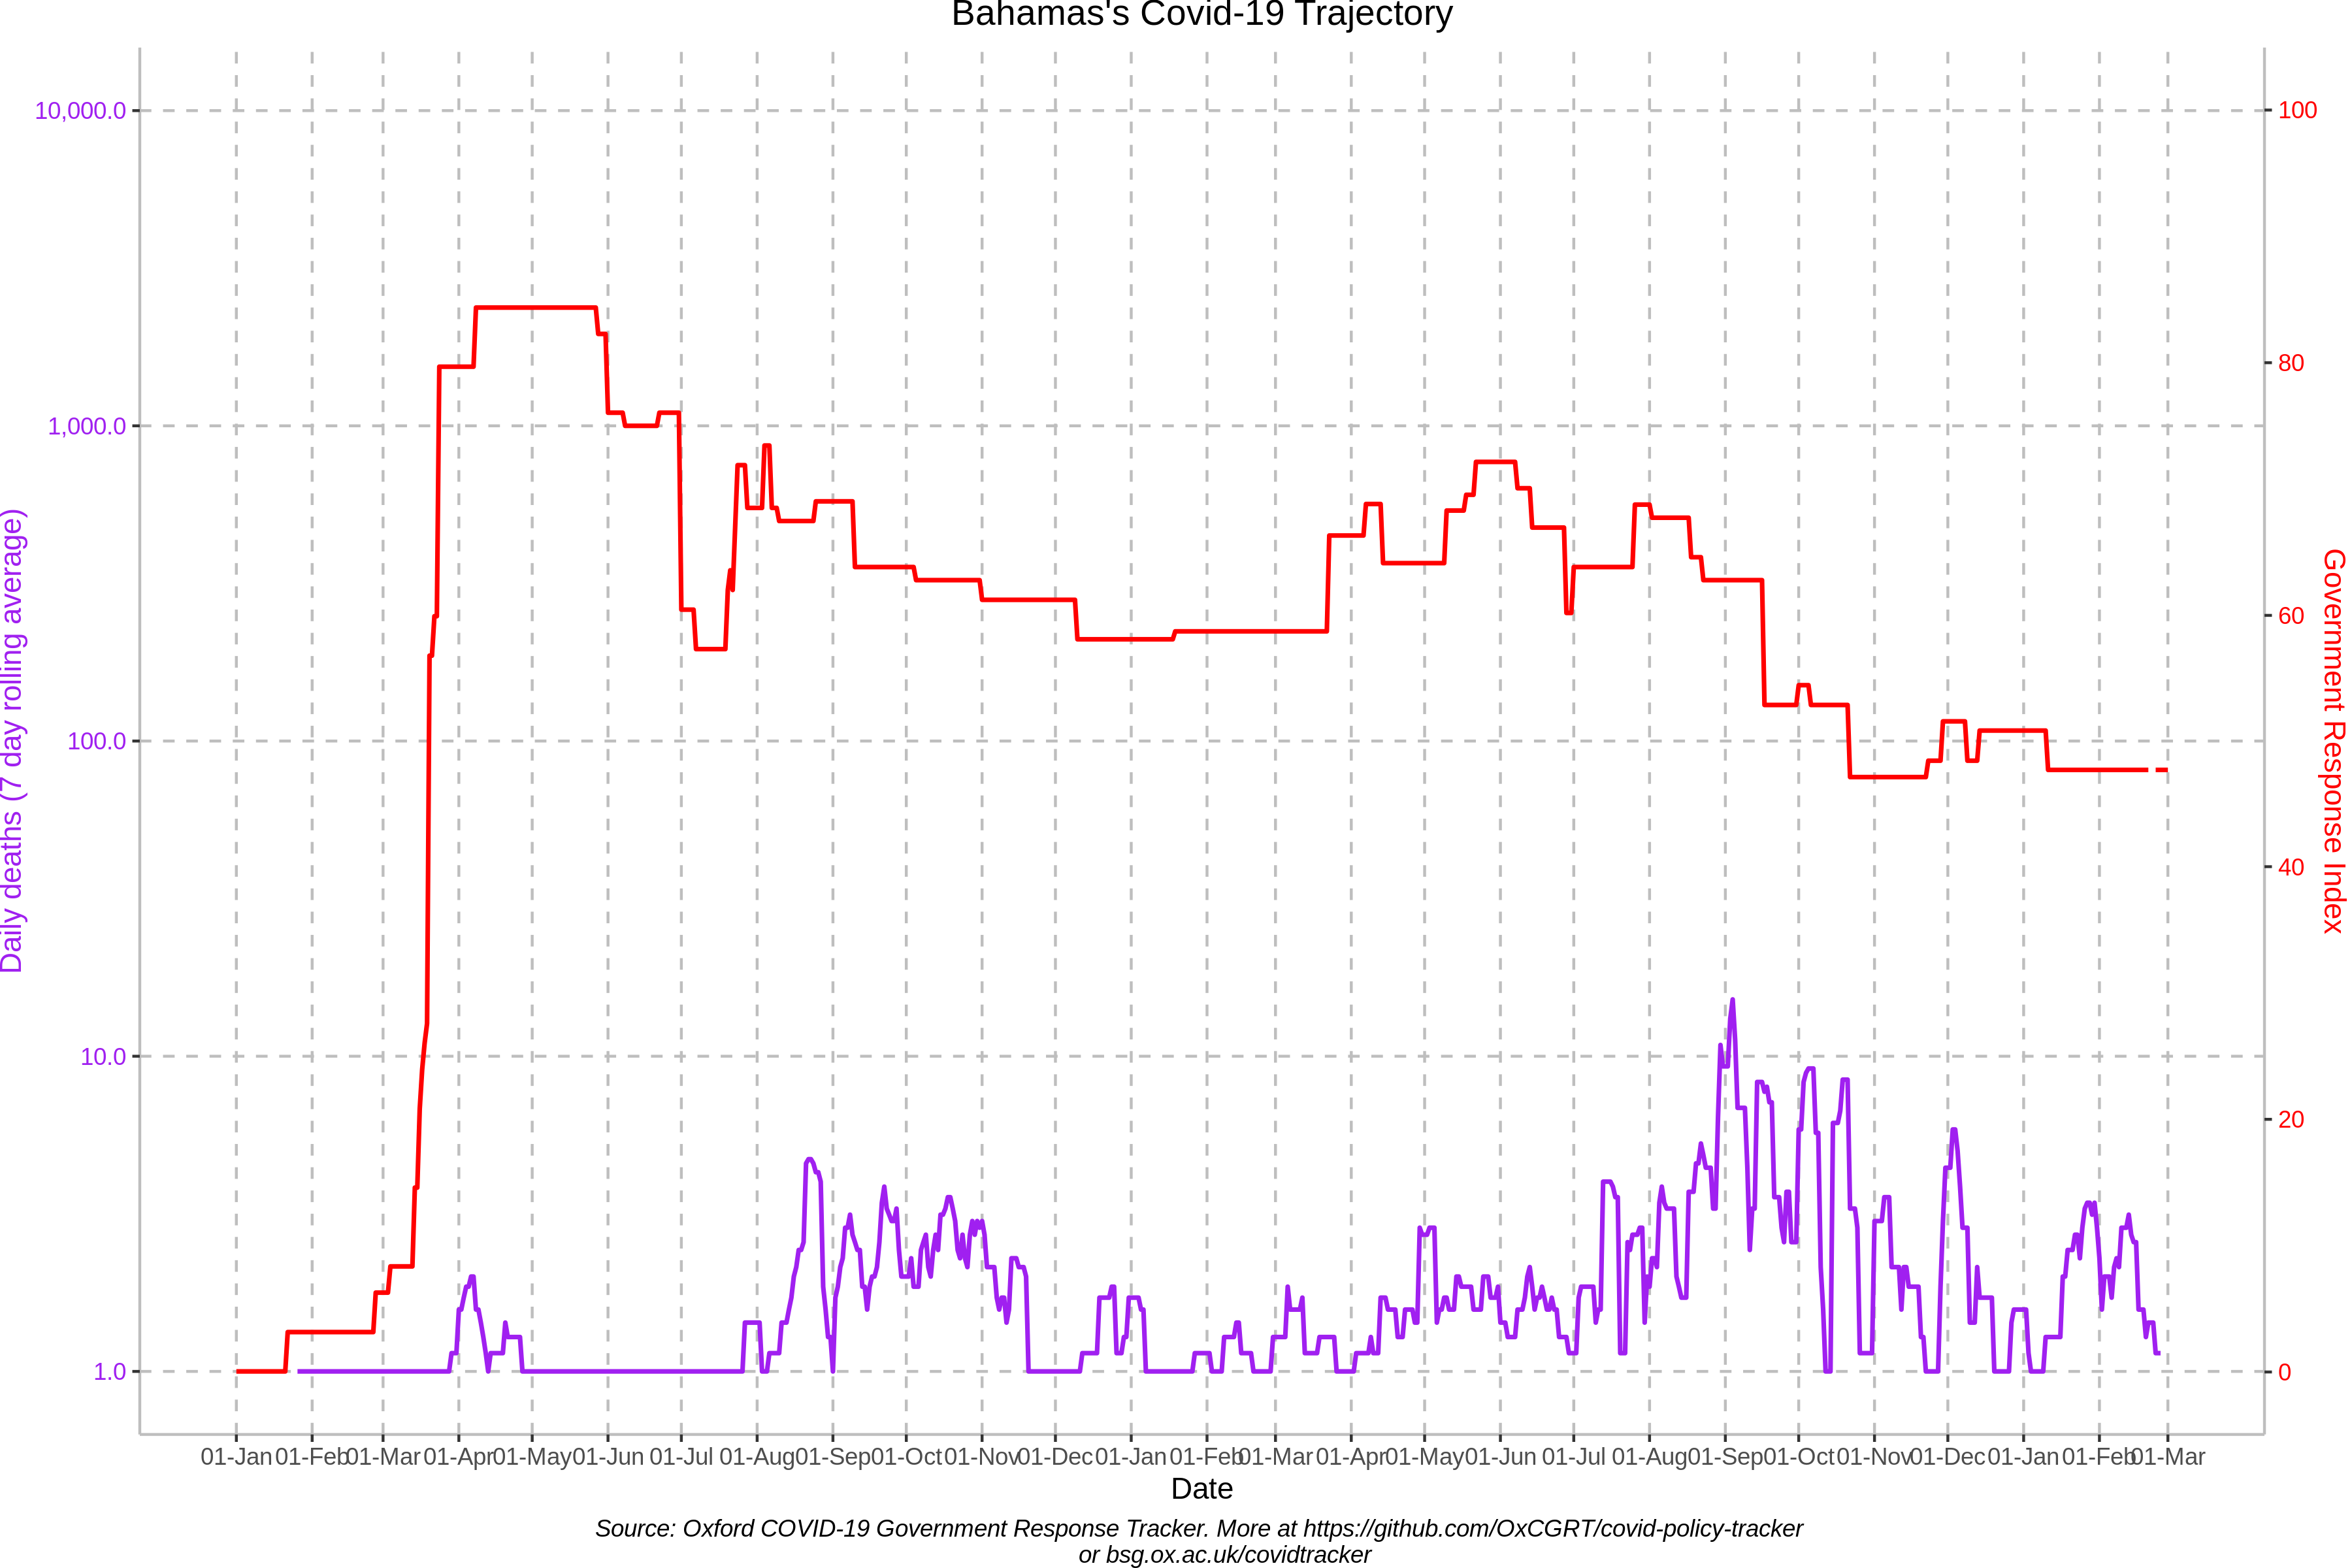 Bahamas's Covid-19 Trajectory
10,000.0
1,000.0
100.0
10.0
1.0
Daily deaths (7 day rolling average)
100
80
60
40
20
0
Government Response Index
01-Jan 01-Feb 01-Mar 01-Apr 01-May 01-Jun 01-Jul 01-Aug 01-Sep 01-Oct 01-Nov 01-Dec 01-Jan 01-Feb 01-Mar 01-Apr 01-May 01-Jun 01-Jul 01-Aug 01-Sep 01-Oct 01-Nov 01-Dec 01-Jan 01-Feb 01-Mar
Date
Source: Oxford COVID-19 Government Response Tracker. More at https://github.com/OxCGRT/covid-policy-tracker
or bsg.ox.ac.uk/covidtracker